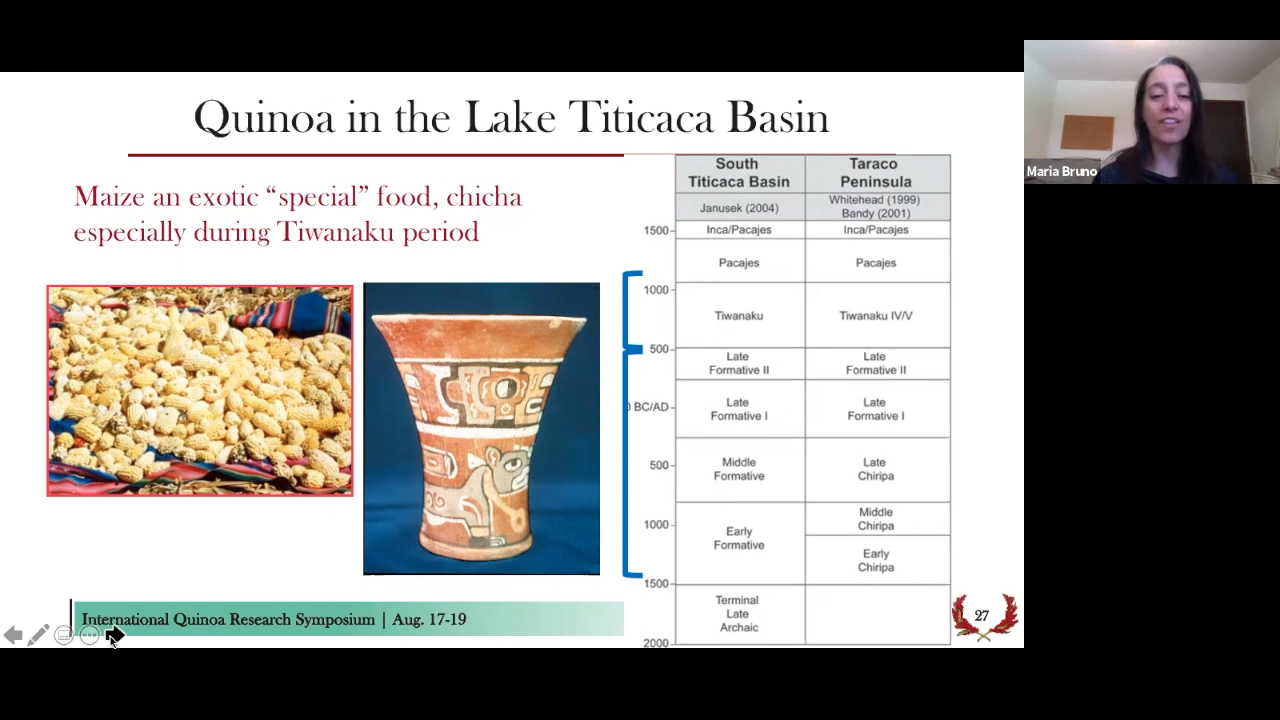 Quinoa in the Lake Titicaca Basin
Maize an exotic “special” food, chicha
especially during Tiwanaku period
South
Titicaca Basin
Taraco
Peninsula
Janusek (2004)
Whitehead (1999)
Bandy (2001)
1500
Inca/Pacajes
Inca/Pacajes
Pacajes
Pacajes
1000
Tiwanaku
Tiwanaku IV/V
500
Late
Formative II
Late
Formative II
0 BC/AD
Late
Formative I
Late
Formative I
500
Middle
Formative
Late
Chiripa
1000
Early
Formative
Middle
Chiripa
Early
Chiripa
1500
Terminal
Late
Archaic
2000
International Quinoa Research Symposium | Aug. 17-19
27
Maria Bruno